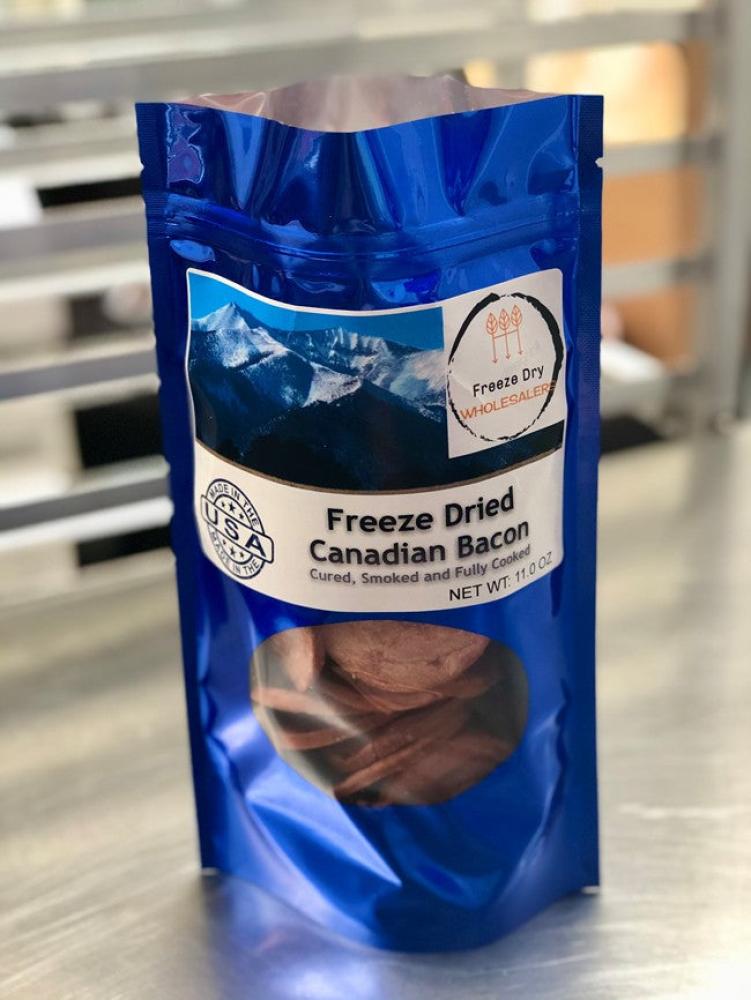 Freeze Dry
WHOLESALERS
MADE IN THE
USA
MADE IN THE
Freeze Dried
Canadian Bacon
Cured, Smoked and Fully Cooked
NET WT: 11.0 OZ